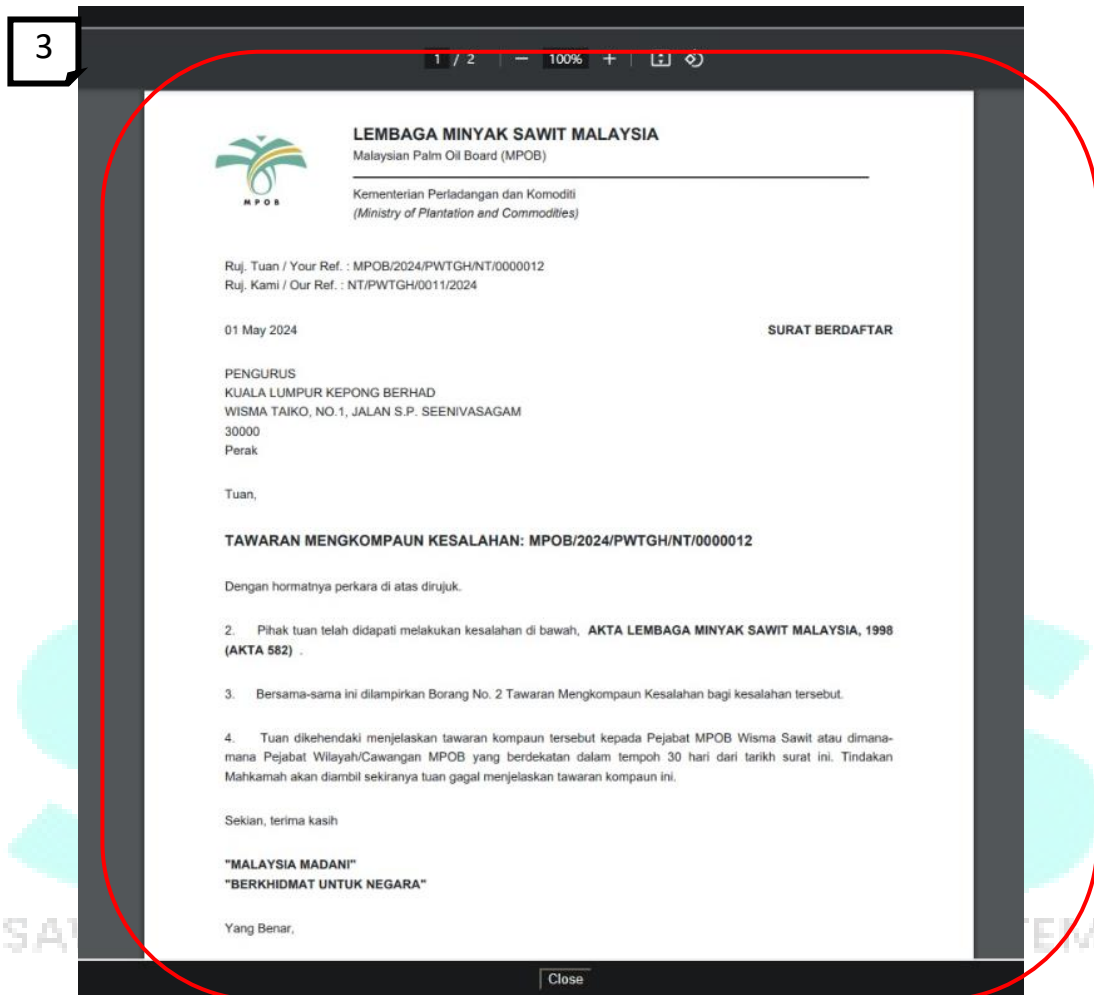 3
1 / 2 | − 100% + |
LEMBAGA MINYAK SAWIT MALAYSIA
Malaysian Palm Oil Board (MPOB)
MPOB
Kementerian Perladangan dan Komoditi
(Ministry of Plantation and Commodities)
Ruj. Tuan / Your Ref. : MPOB/2024/PWTGH/NT/0000012
Ruj. Kami / Our Ref. : NT/PWTGH/0011/2024
01 May 2024 SURAT BERDAFTAR
PENGURUS
KUALA LUMPUR KEPONG BERHAD
WISMA TAIKO, NO.1, JALAN S.P. SEENIVASAGAM
30000
Perak
Tuan,
TAWARAN MENGKOMPAUN KESALAHAN: MPOB/2024/PWTGH/NT/0000012
Dengan hormatnya perkara di atas dirujuk.
2. Pihak tuan telah didapati melakukan kesalahan di bawah, AKTA LEMBAGA MINYAK SAWIT MALAYSIA, 1998
(AKTA 582) .
3. Bersama-sama ini dilampirkan Borang No. 2 Tawaran Mengkompaun Kesalahan bagi kesalahan tersebut.
4. Tuan dikehendaki menjelaskan tawaran kompaun tersebut kepada Pejabat MPOB Wisma Sawit atau dimana-
mana Pejabat Wilayah/Cawangan MPOB yang berdekatan dalam tempoh 30 hari dari tarikh surat ini. Tindakan
Mahkamah akan diambil sekiranya tuan gagal menjelaskan tawaran kompaun ini.
Sekian, terima kasih
"MALAYSIA MADANI"
"BERKHIDMAT UNTUK NEGARA"
Yang Benar,
Close